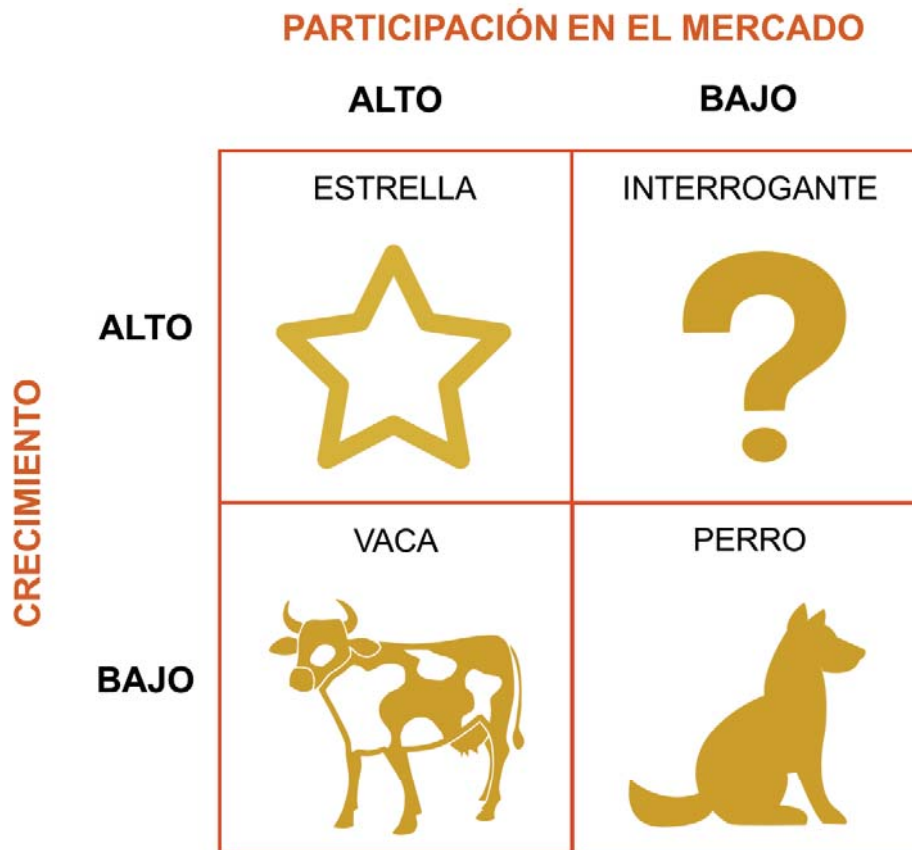 PARTICIPACIÓN EN EL MERCADO
ALTO BAJO
ESTRELLA INTERROGANTE
ALTO
CRECIMIENTO
VACA PERRO
BAJO